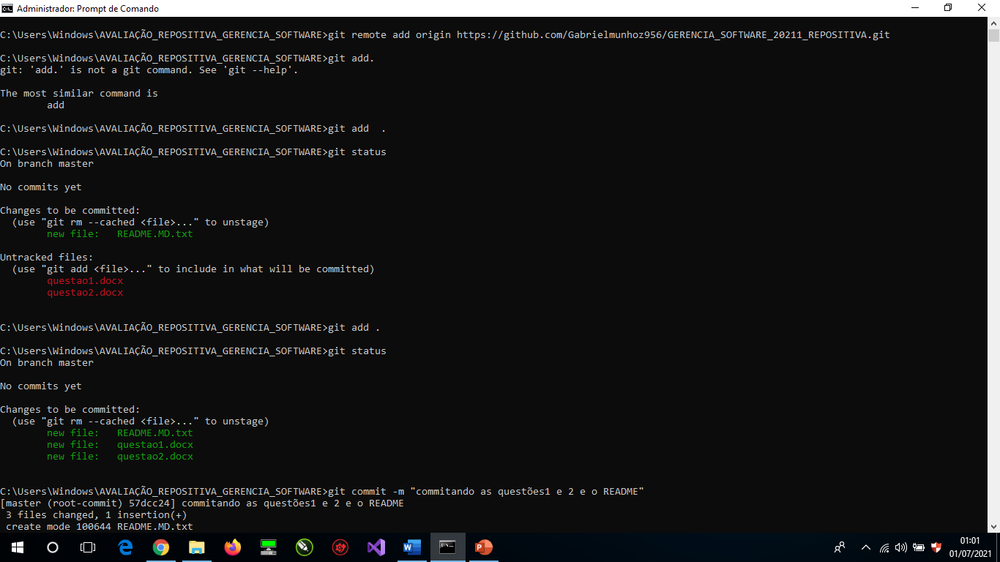 Administrador: Prompt de Comando
C:\Users\Windows\AVALIAÇÃO_REPOSITIVA_GERENCIA_SOFTWARE>git remote add origin https://github.com/Gabrielmunhoz956/GERENCIA_SOFTWARE_20211_REPOSITIVA.git
C:\Users\Windows\AVALIAÇÃO_REPOSITIVA_GERENCIA_SOFTWARE>git add.
git: 'add.' is not a git command. See 'git --help'.
The most similar command is
        add
C:\Users\Windows\AVALIAÇÃO_REPOSITIVA_GERENCIA_SOFTWARE>git add  .
C:\Users\Windows\AVALIAÇÃO_REPOSITIVA_GERENCIA_SOFTWARE>git status
On branch master
No commits yet
Changes to be committed:
  (use "git rm --cached <file>..." to unstage)
        new file:   README.MD.txt
Untracked files:
  (use "git add <file>..." to include in what will be committed)
        questao1.docx
        questao2.docx
C:\Users\Windows\AVALIAÇÃO_REPOSITIVA_GERENCIA_SOFTWARE>git add .
C:\Users\Windows\AVALIAÇÃO_REPOSITIVA_GERENCIA_SOFTWARE>git status
On branch master
No commits yet
Changes to be committed:
  (use "git rm --cached <file>..." to unstage)
        new file:   README.MD.txt
        new file:   questao1.docx
        new file:   questao2.docx
C:\Users\Windows\AVALIAÇÃO_REPOSITIVA_GERENCIA_SOFTWARE>git commit -m "commitando as questões1 e 2 e o README"
[master (root-commit) 57dcc24] commitando as questões1 e 2 e o README
 3 files changed, 1 insertion(+)
 create mode 100644 README.MD.txt
01:01
01/07/2021